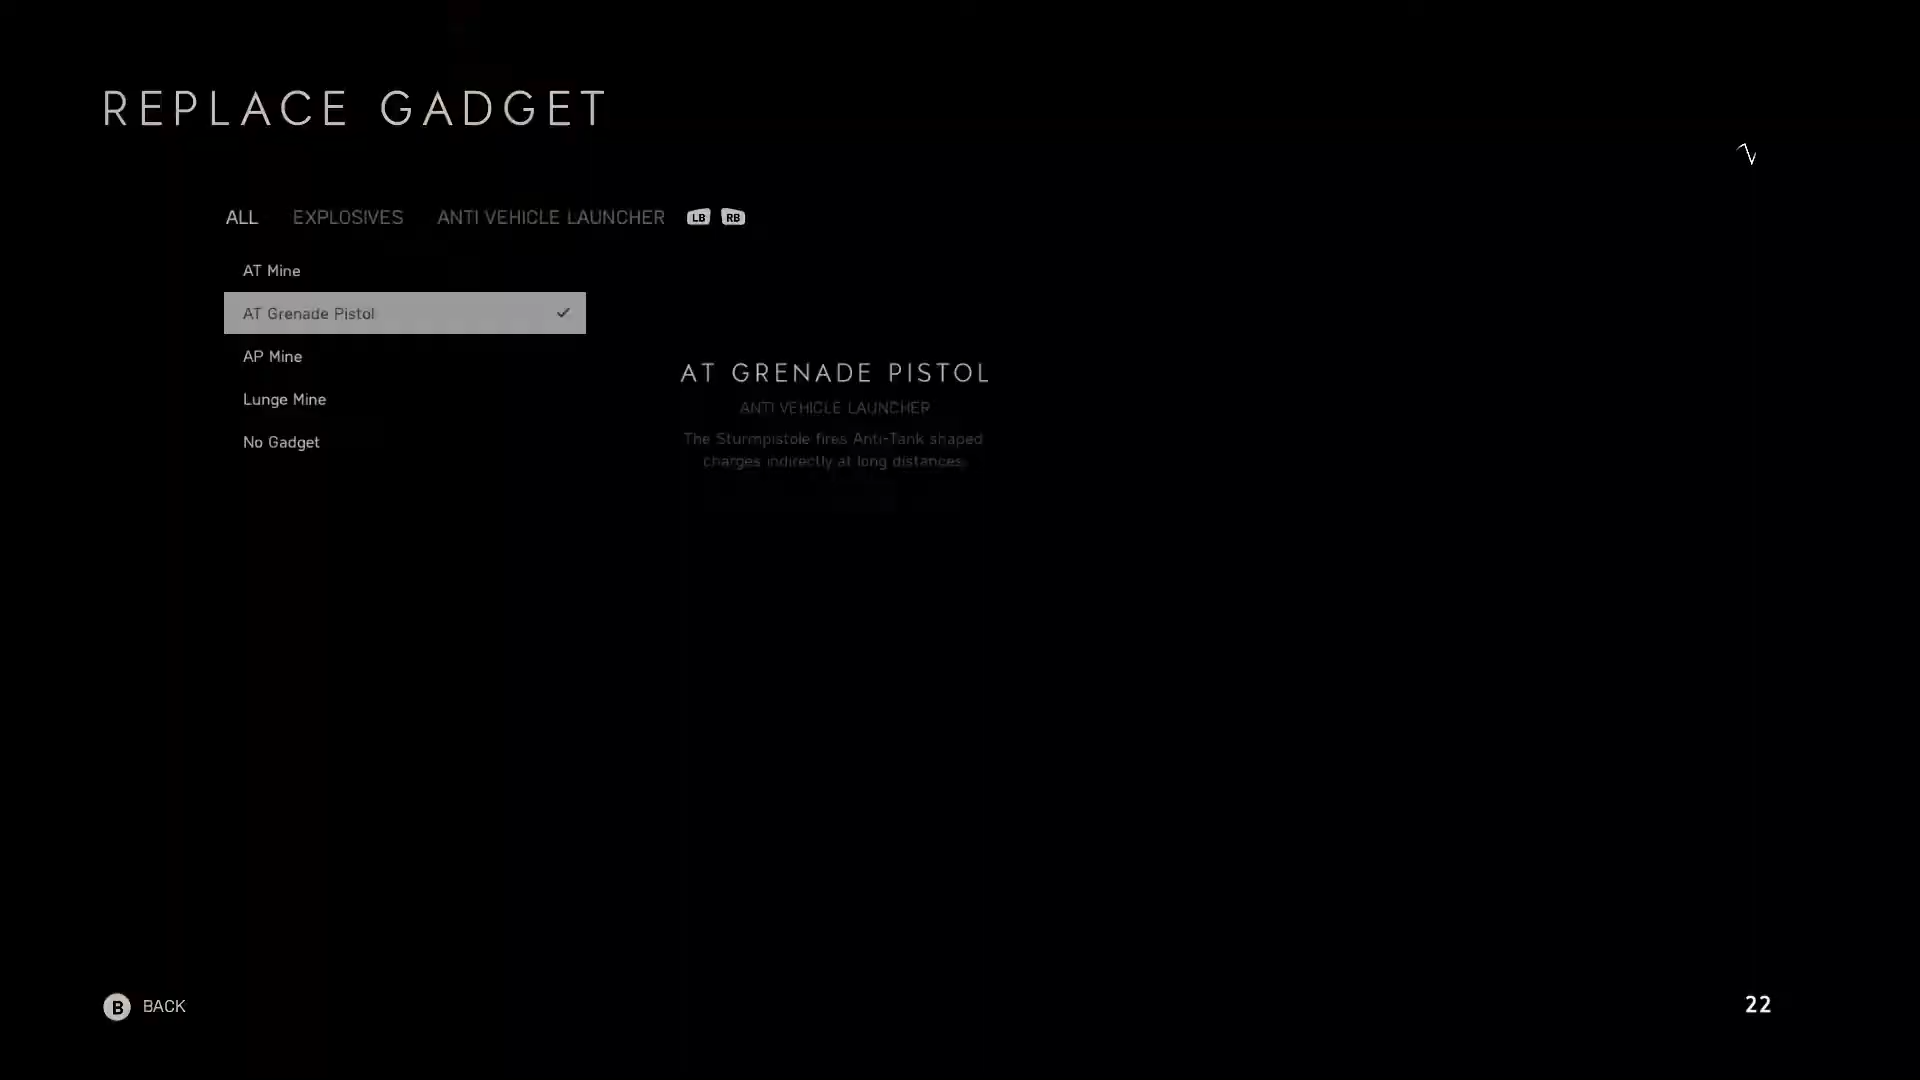 REPLACE GADGET
ALL EXPLOSIVES ANTI VEHICLE LAUNCHER LB RB
AT Mine
AT Grenade Pistol
AP Mine
Lunge Mine
No Gadget
AT GRENADE PISTOL
ANTI VEHICLE LAUNCHER
The Sturmpistole fires Anti-Tank shaped
charges indirectly at long distances.
B BACK
22